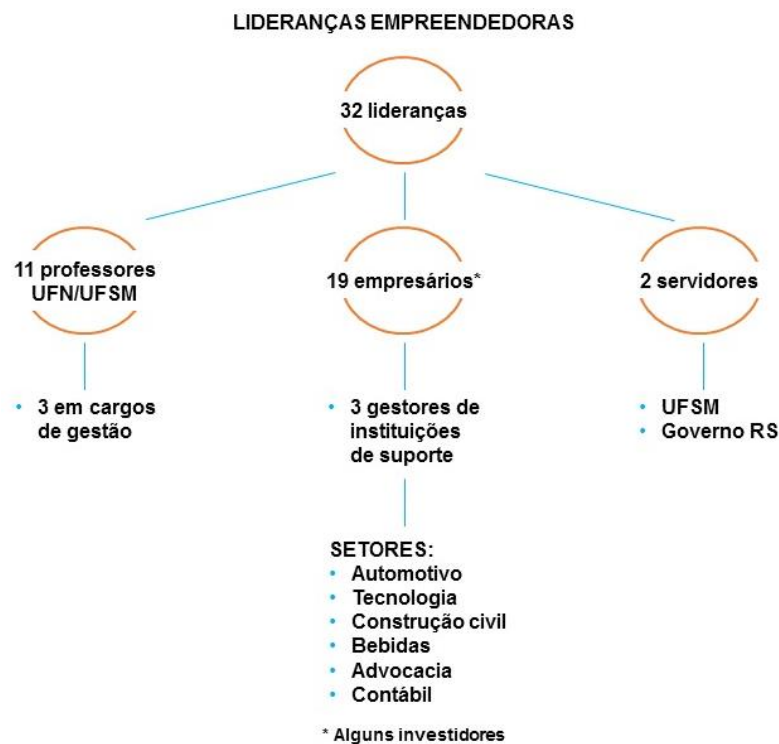 LIDERANÇAS EMPREENDEDORAS
32 lideranças
11 professores
UFN/UFSM
19 empresários*
2 servidores
• 3 em cargos
de gestão
• 3 gestores de
instituições
de suporte
• UFSM
• Governo RS
SETORES:
• Automotivo
• Tecnologia
• Construção civil
• Bebidas
• Advocacia
• Contábil
* Alguns investidores